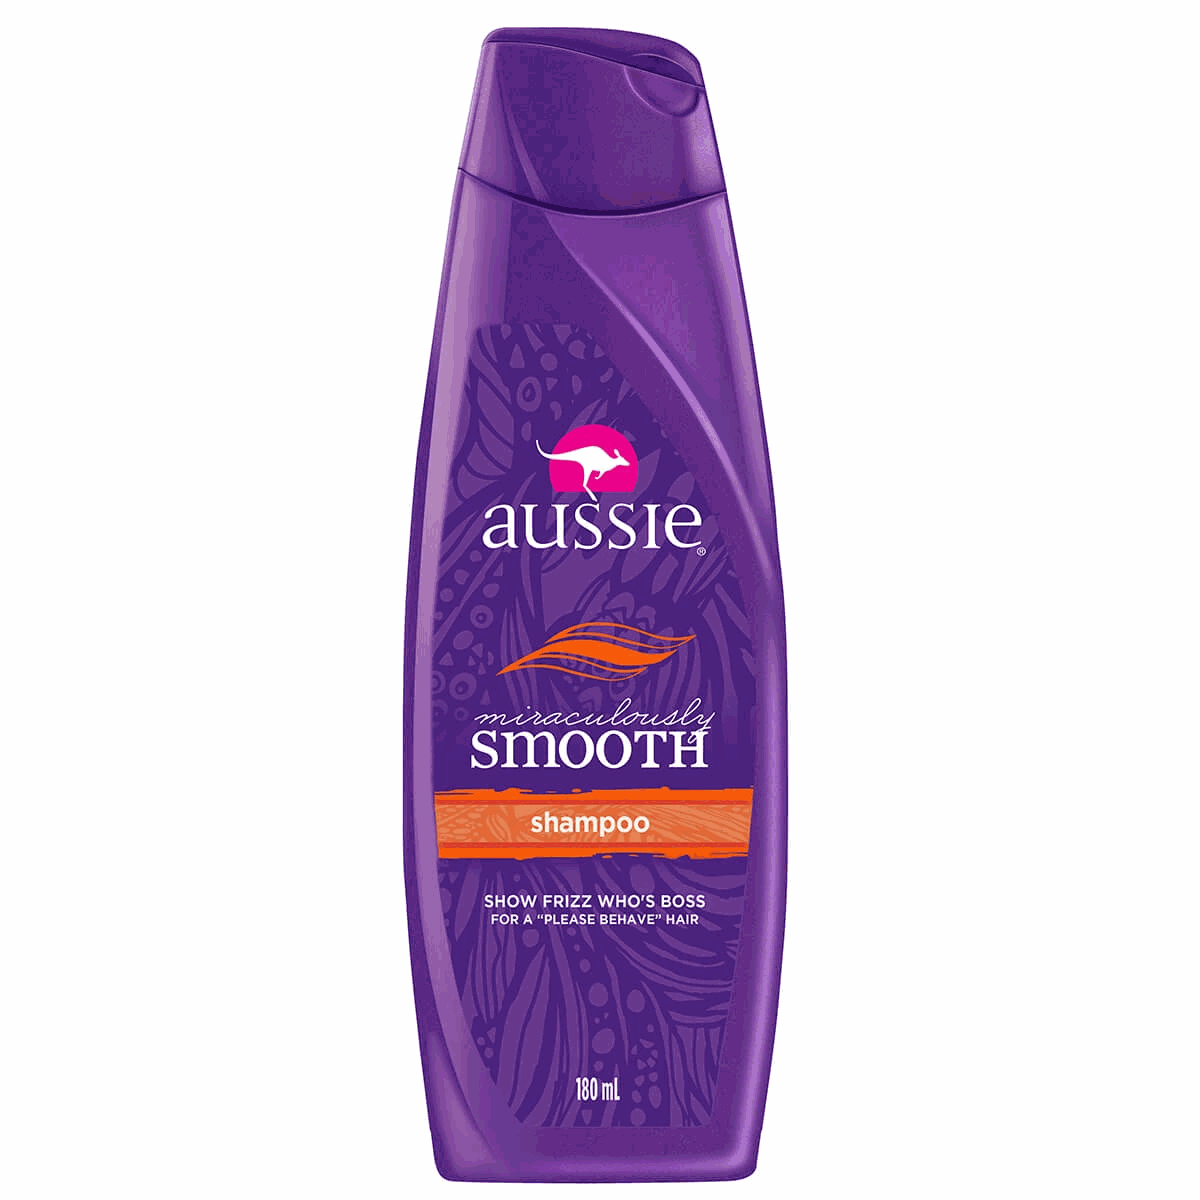 aussie®
miraculously
SMOOTH
shampoo
SHOW FRIZZ WHO'S BOSS
FOR A “PLEASE BEHAVE” HAIR
180 mL